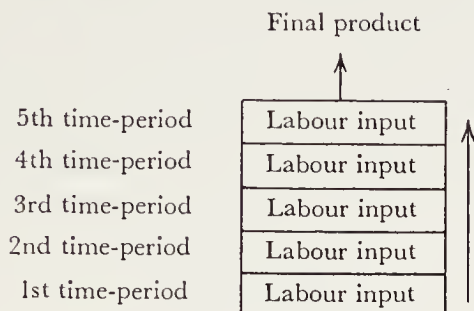 Final product
5th time-period Labour input
4th time-period Labour input
3rd time-period Labour input
2nd time-period Labour input
1st time-period Labour input